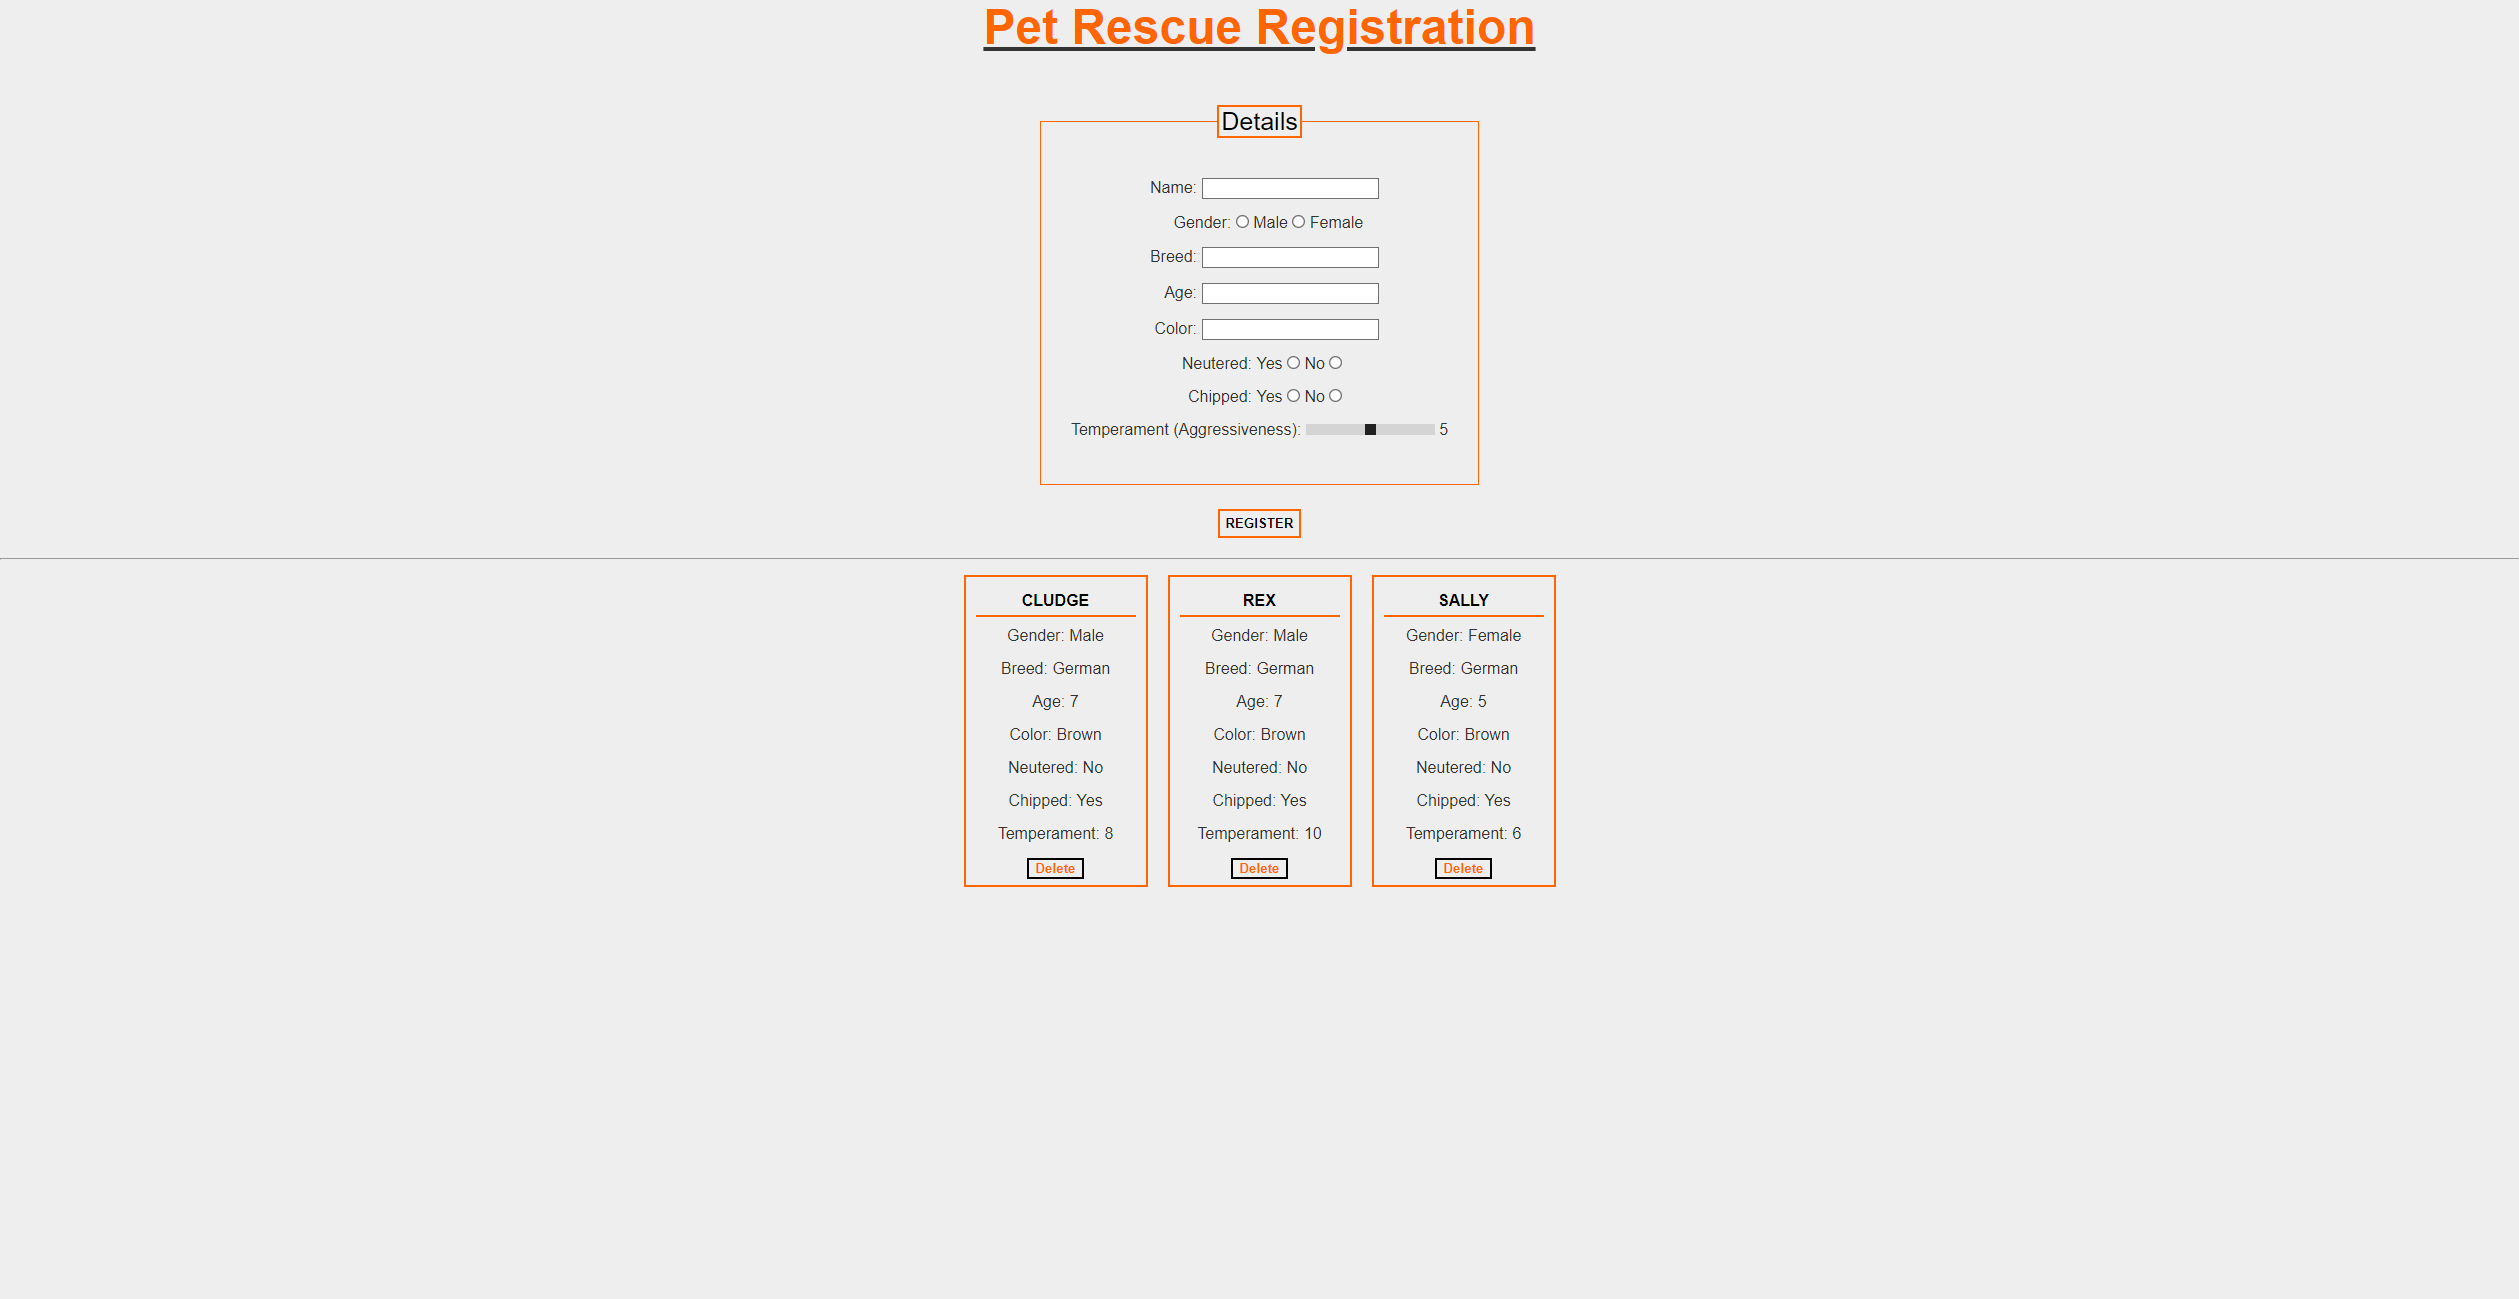 Pet Rescue Registration
Details
Name:
Gender: Male Female
Breed:
Age:
Color:
Neutered: Yes No
Chipped: Yes No
Temperament (Aggressiveness): 5
REGISTER
CLUDGE
Gender: Male
Breed: German
Age: 7
Color: Brown
Neutered: No
Chipped: Yes
Temperament: 8
Delete
REX
Gender: Male
Breed: German
Age: 7
Color: Brown
Neutered: No
Chipped: Yes
Temperament: 10
Delete
SALLY
Gender: Female
Breed: German
Age: 5
Color: Brown
Neutered: No
Chipped: Yes
Temperament: 6
Delete